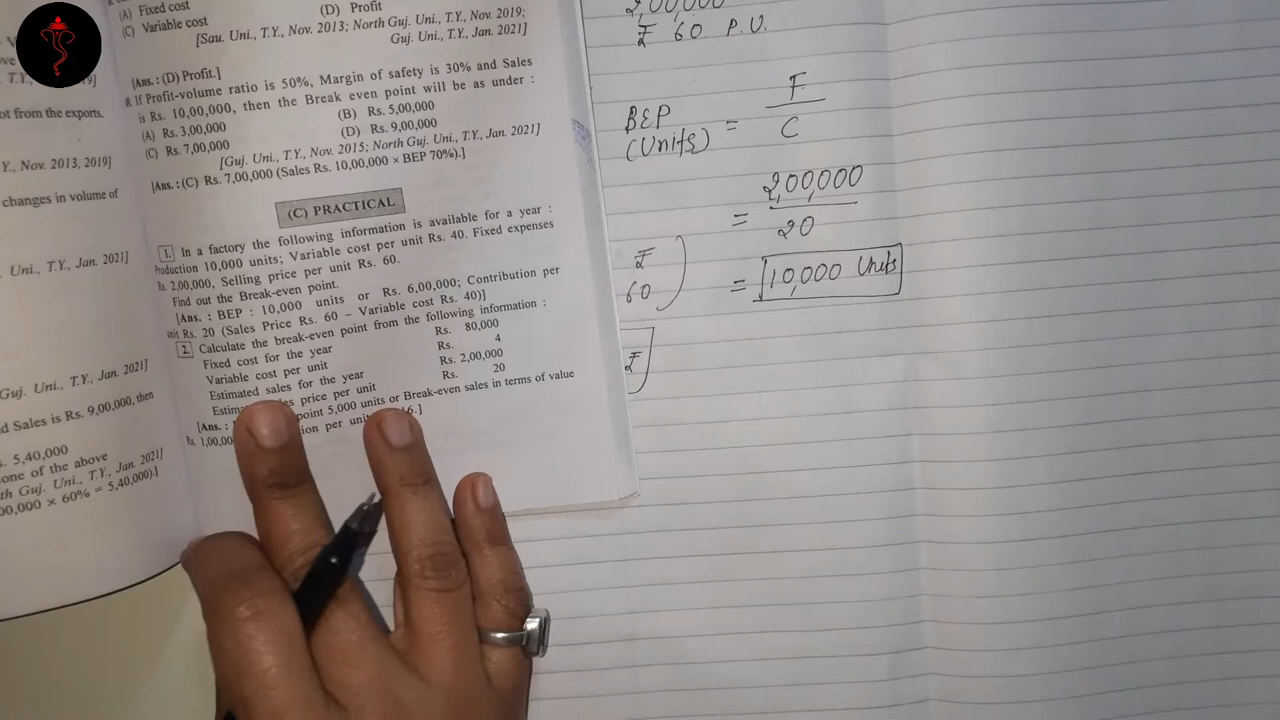 (A) Fixed cost
(D) Profit
(C) Variable cost
[Sau. Uni., T.Y., Nov. 2013; North Guj. Uni., T.Y., Nov. 2019;
Guj. Uni., T.Y., Jan. 2021]
[Ans. : (D) Profit.]
8. If Profit-volume ratio is 50%, Margin of safety is 30% and Sales
is Rs. 10,00,000, then the Break even point will be as under :
(A) Rs. 3,00,000
(B) Rs. 5,00,000
(C) Rs. 7,00,000
(D) Rs. 9,00,000
[Guj. Uni., T.Y., Nov. 2015; North Guj. Uni., T.Y., Jan. 2021]
[Ans. : (C) Rs. 7,00,000 (Sales Rs. 10,00,000 × BEP 70%).]
(C) PRACTICAL
1. In a factory the following information is available for a year :
Production 10,000 units; Variable cost per unit Rs. 40. Fixed expenses
Rs. 2,00,000, Selling price per unit Rs. 60.
Find out the Break-even point.
[Ans. : BEP : 10,000 units or Rs. 6,00,000; Contribution per
unit Rs. 20 (Sales Price Rs. 60 – Variable cost Rs. 40)]
2. Calculate the break-even point from the following information :
Fixed cost for the year Rs. 80,000
Variable cost per unit Rs. 4
Estimated sales for the year Rs. 2,00,000
price per unit Rs. 20
[Ans. : point 5,000 units or Break-even sales in terms of value
Rs. 1,00,00 per
ot from the exports.
Y., Nov. 2013, 2019]
changes in volume of
Uni., T.Y., Jan. 2021]
Guj. Uni., T.Y., Jan. 2021]
d Sales is Rs. 9,00,000, then
5,40,000
one of the above
th Guj. Uni., T.Y., Jan. 2021]
00,000 × 60% = 5,40,000).]
2,00,000
₹ 60 P.U.
BEP (Units) = F / C
= 2,00,000 / 20
= 10,000 Units
₹
60
₹